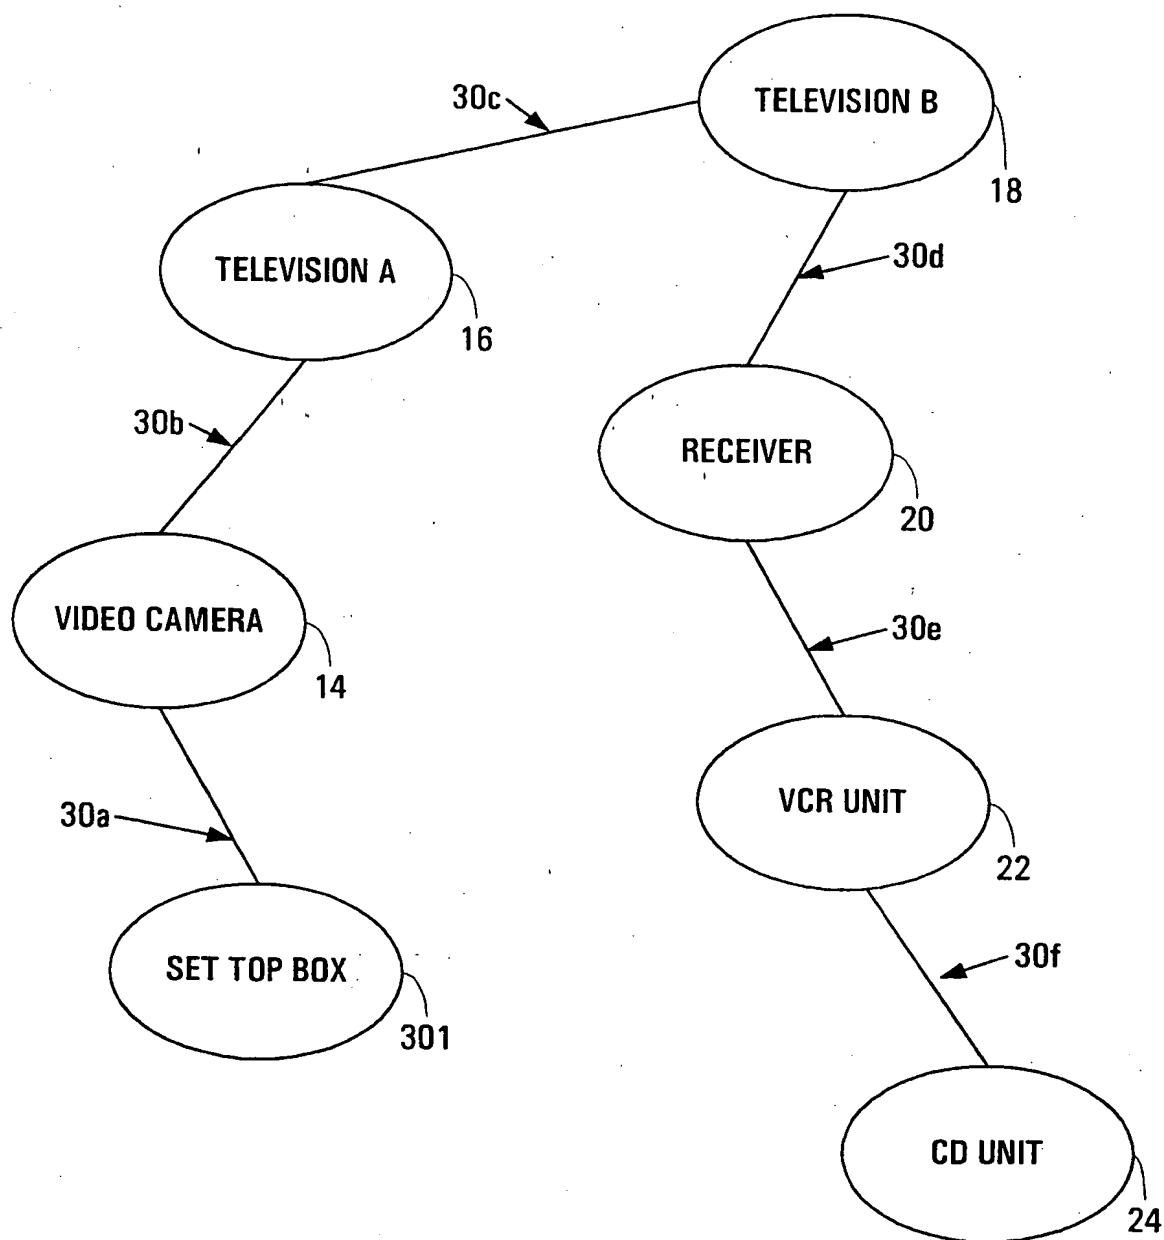 TELEVISION B
30c
18
TELEVISION A
30d
16
30b
RECEIVER
20
VIDEO CAMERA
30e
14
VCR UNIT
30a
22
30f
SET TOP BOX
301
CD UNIT
24